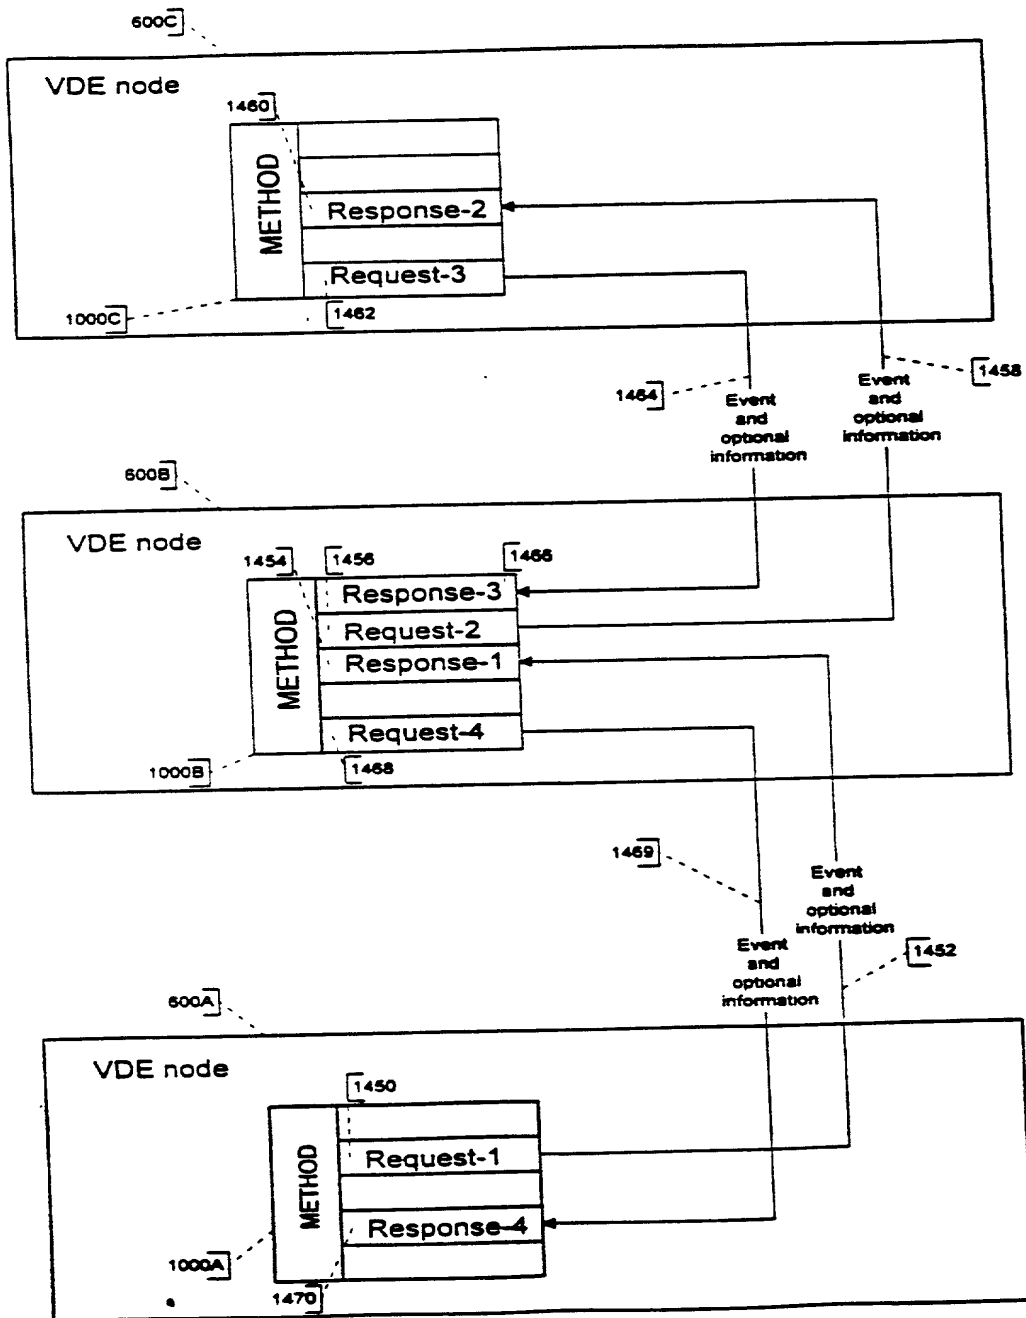 600C
VDE node
1460
METHOD
Response-2
Request-3
1000C
1462
1464
1458
Event
and
optional
information
Event
and
optional
information
600B
VDE node
1454
1456
1466
METHOD
Response-3
Request-2
Response-1
Request-4
1000B
1468
1469
Event
and
optional
information
Event
and
optional
information
1452
600A
VDE node
1450
METHOD
Request-1
Response-4
1000A
1470